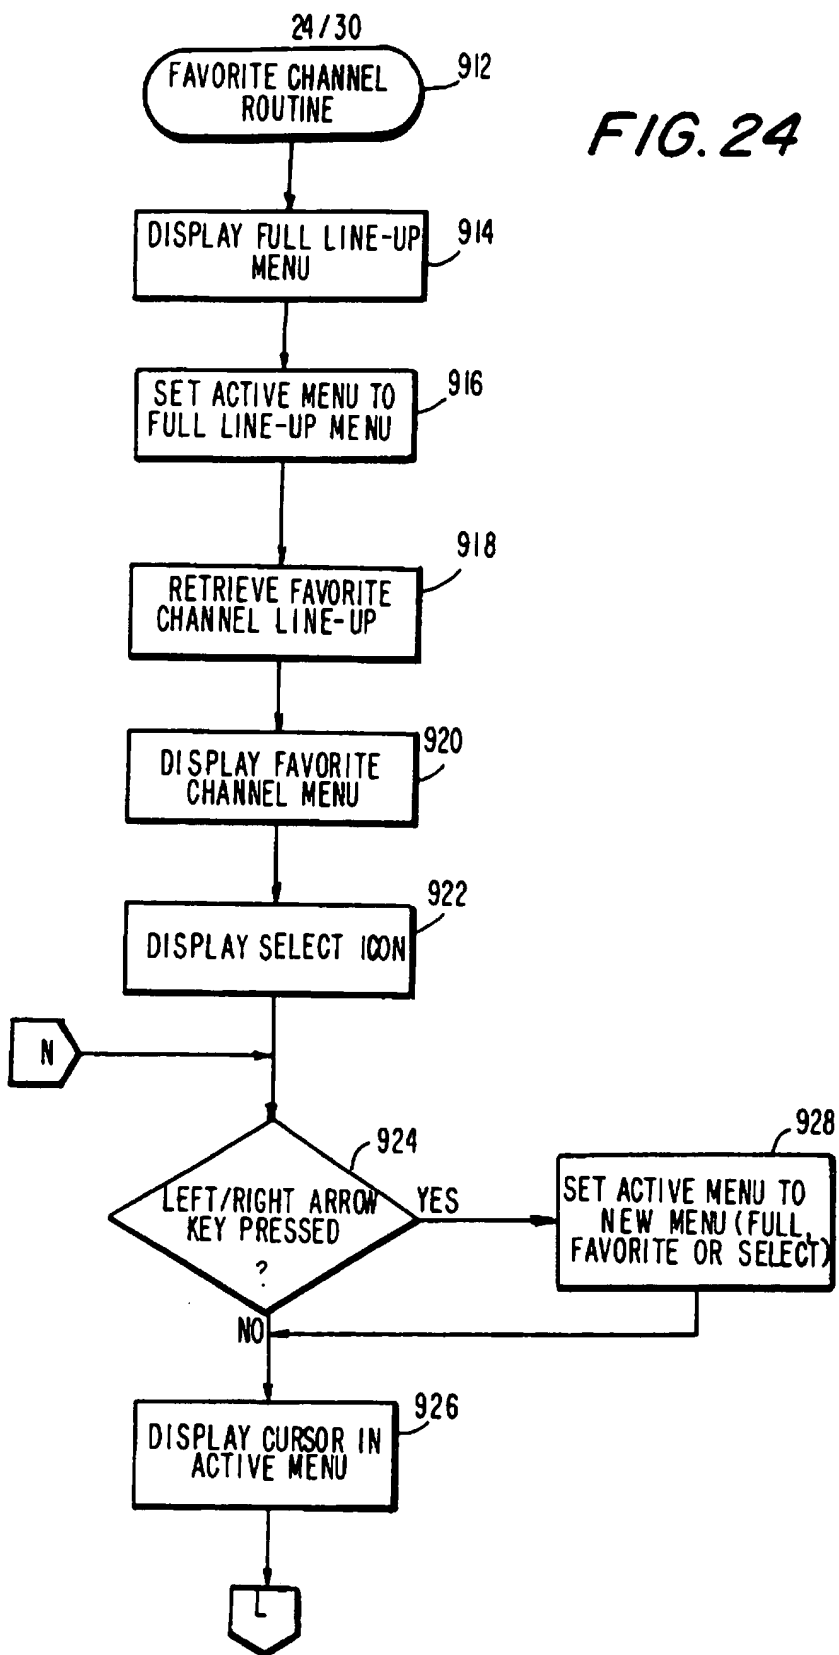 24/30
FAVORITE CHANNEL
ROUTINE
912
FIG. 24
DISPLAY FULL LINE-UP
MENU
914
SET ACTIVE MENU TO
FULL LINE-UP MENU
916
RETRIEVE FAVORITE
CHANNEL LINE-UP
918
DISPLAY FAVORITE
CHANNEL MENU
920
DISPLAY SELECT ICON
922
N
LEFT/RIGHT ARROW
KEY PRESSED
?
924
YES
SET ACTIVE MENU TO
NEW MENU (FULL,
FAVORITE OR SELECT)
928
NO
DISPLAY CURSOR IN
ACTIVE MENU
926
L